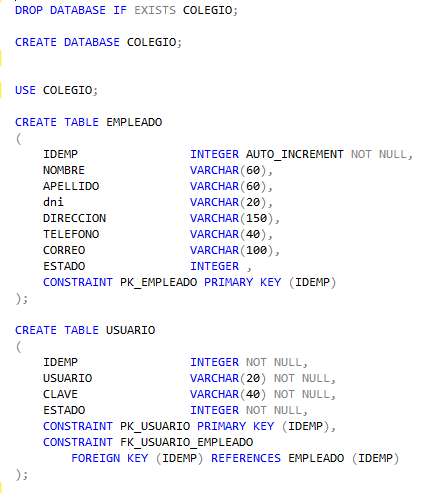 DROP DATABASE IF EXISTS COLEGIO;
CREATE DATABASE COLEGIO;
USE COLEGIO;
CREATE TABLE EMPLEADO
(
IDEMP INTEGER AUTO_INCREMENT NOT NULL,
NOMBRE VARCHAR(60),
APELLIDO VARCHAR(60),
dni VARCHAR(20),
DIRECCION VARCHAR(150),
TELEFONO VARCHAR(40),
CORREO VARCHAR(100),
ESTADO INTEGER ,
CONSTRAINT PK_EMPLEADO PRIMARY KEY (IDEMP)
);
CREATE TABLE USUARIO
(
IDEMP INTEGER NOT NULL,
USUARIO VARCHAR(20) NOT NULL,
CLAVE VARCHAR(40) NOT NULL,
ESTADO INTEGER NOT NULL,
CONSTRAINT PK_USUARIO PRIMARY KEY (IDEMP),
CONSTRAINT FK_USUARIO_EMPLEADO
FOREIGN KEY (IDEMP) REFERENCES EMPLEADO (IDEMP)
);